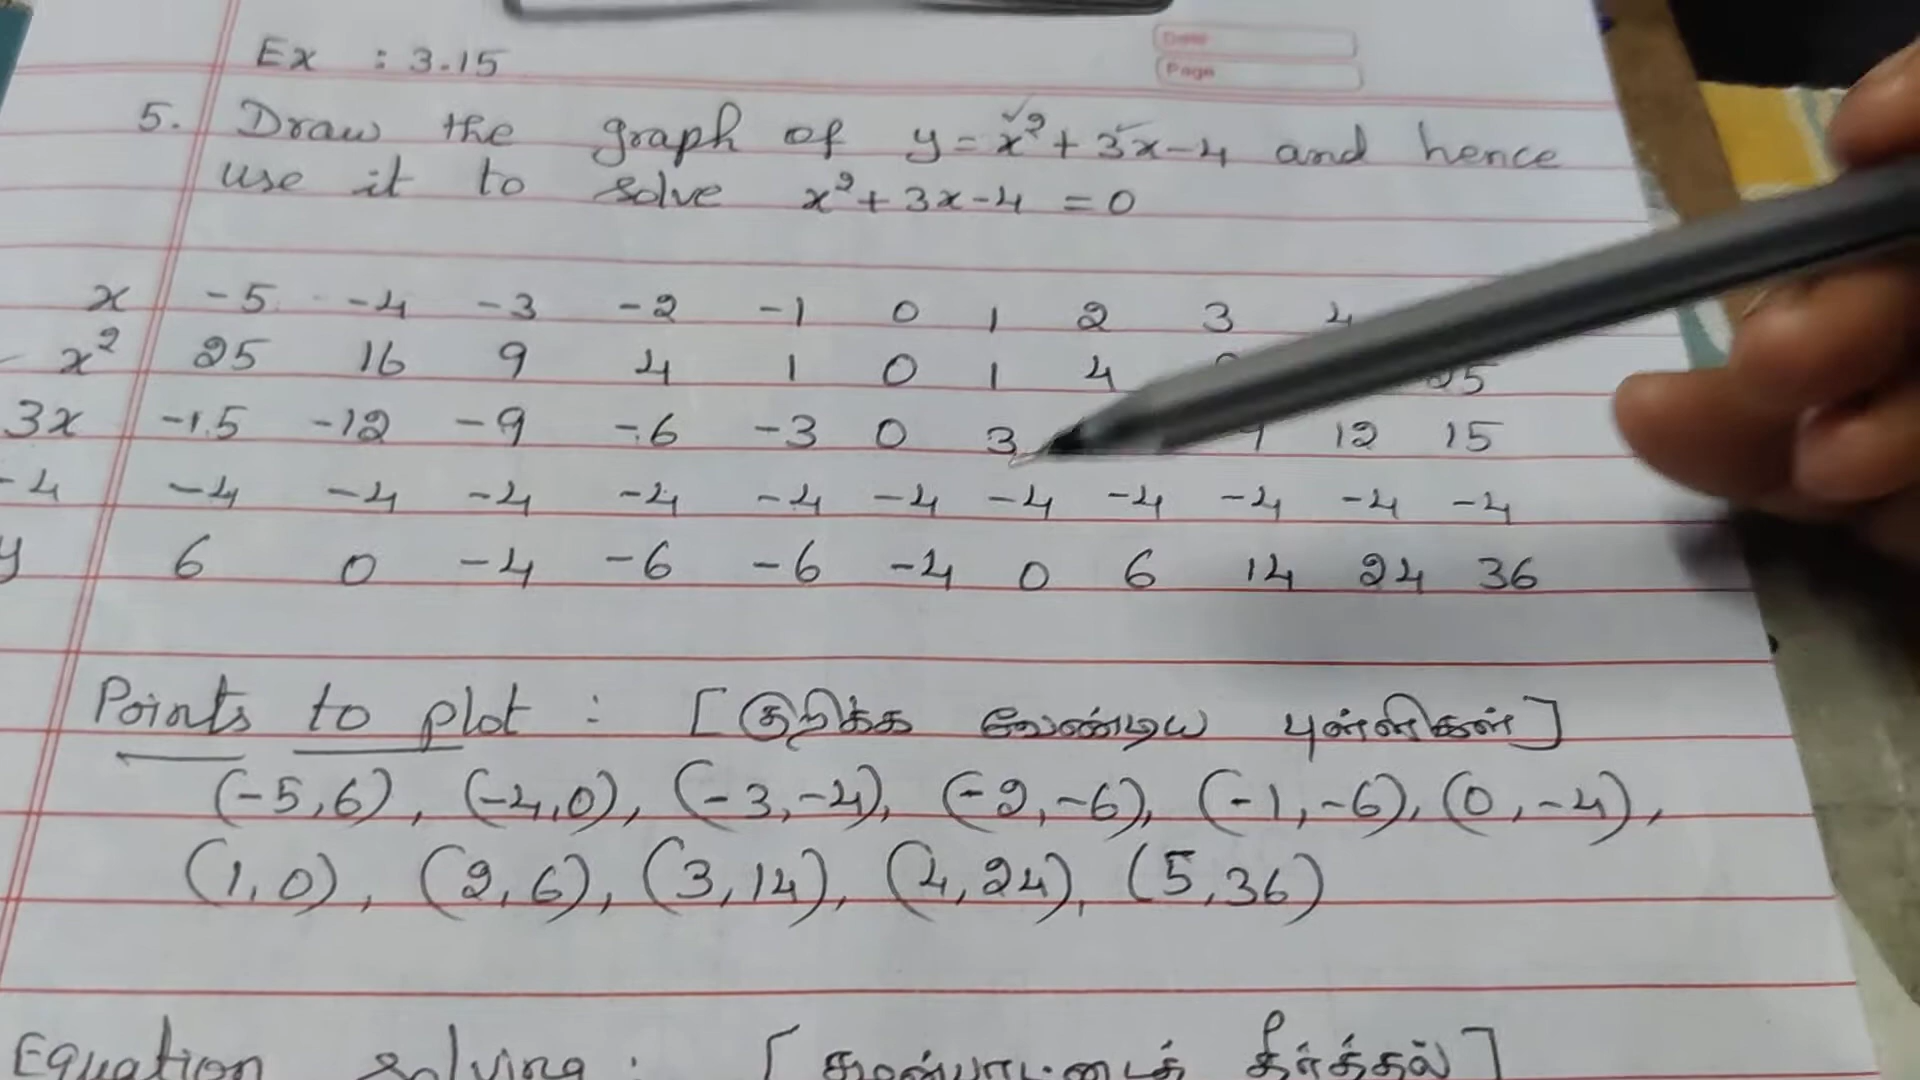 Date
Page
Ex : 3.15
5. Draw the graph of y = x² + 3x - 4 and hence
use it to solve x² + 3x - 4 = 0
x -5 -4 -3 -2 -1 0 1 2 3 4
x² 25 16 9 4 1 0 1 4 25
3x -15 -12 -9 -6 -3 0 3 12 15
-4 -4 -4 -4 -4 -4 -4 -4 -4 -4 -4 -4
y 6 0 -4 -6 -6 -4 0 6 14 24 36
Points to plot : [குறிக்க வேண்டிய புள்ளிகள்]
(-5,6), (-4,0), (-3,-4), (-2,-6), (-1,-6), (0,-4),
(1,0), (2,6), (3,14), (4,24), (5,36)
Equation solving : [சமன்பாட்டைத் தீர்த்தல்]